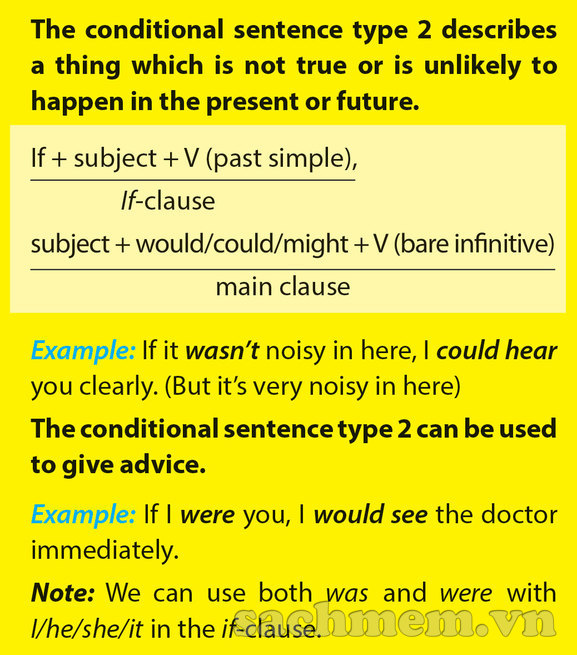 The conditional sentence type 2 describes
a thing which is not true or is unlikely to
happen in the present or future.
If + subject + V (past simple),
If-clause
subject + would/could/might + V (bare infinitive)
main clause
Example: If it wasn't noisy in here, I could hear
you clearly. (But it's very noisy in here)
The conditional sentence type 2 can be used
to give advice.
Example: If I were you, I would see the doctor
immediately.
Note: We can use both was and were with
I/he/she/it in the if-clause.
sachmem.vn